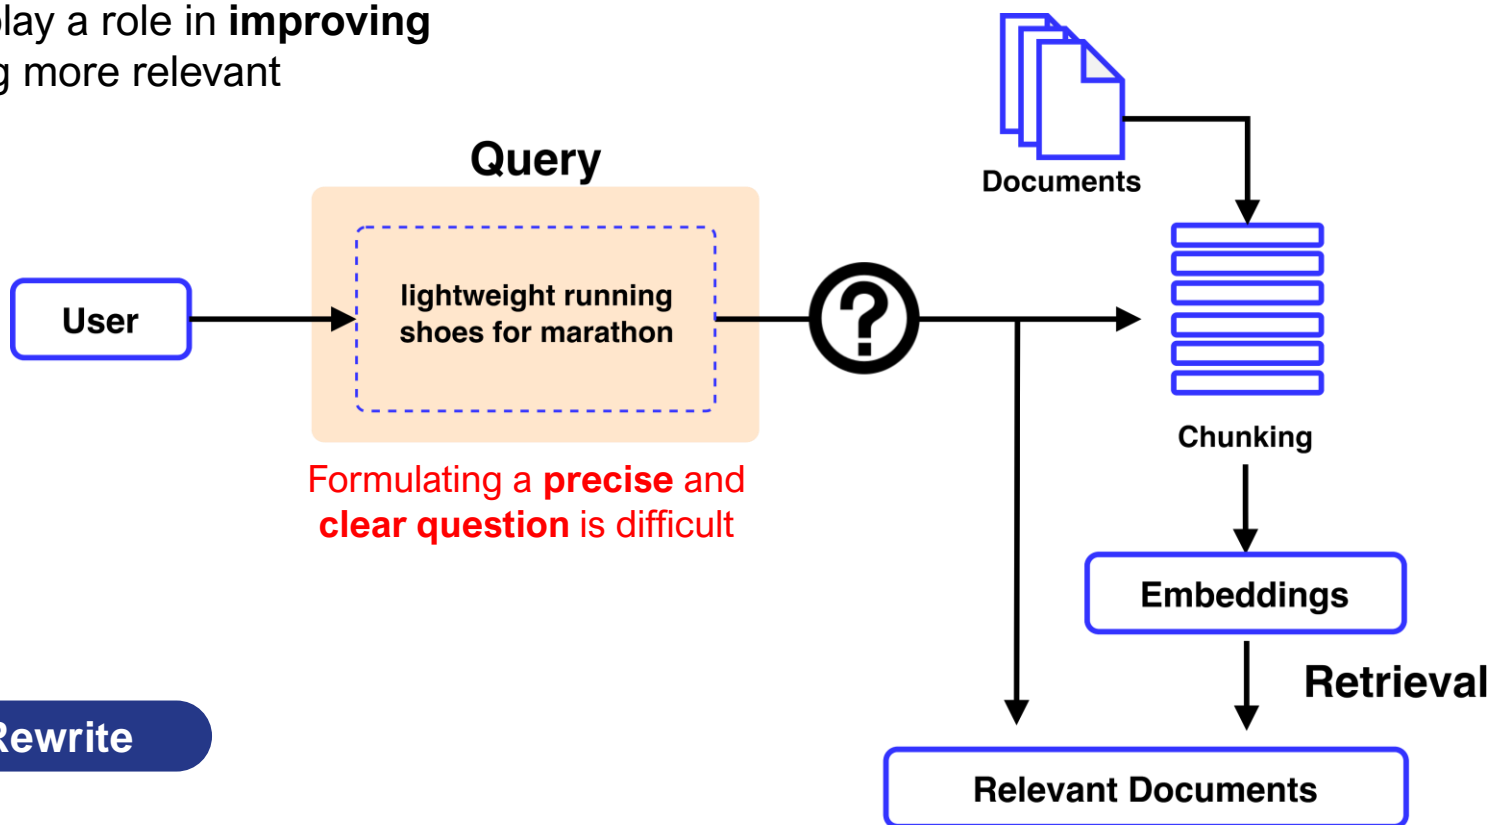 play a role in improving
g more relevant
Query
Documents
lightweight running
shoes for marathon
User
?
Chunking
Formulating a precise and
clear question is difficult
Embeddings
Retrieval
Rewrite
Relevant Documents